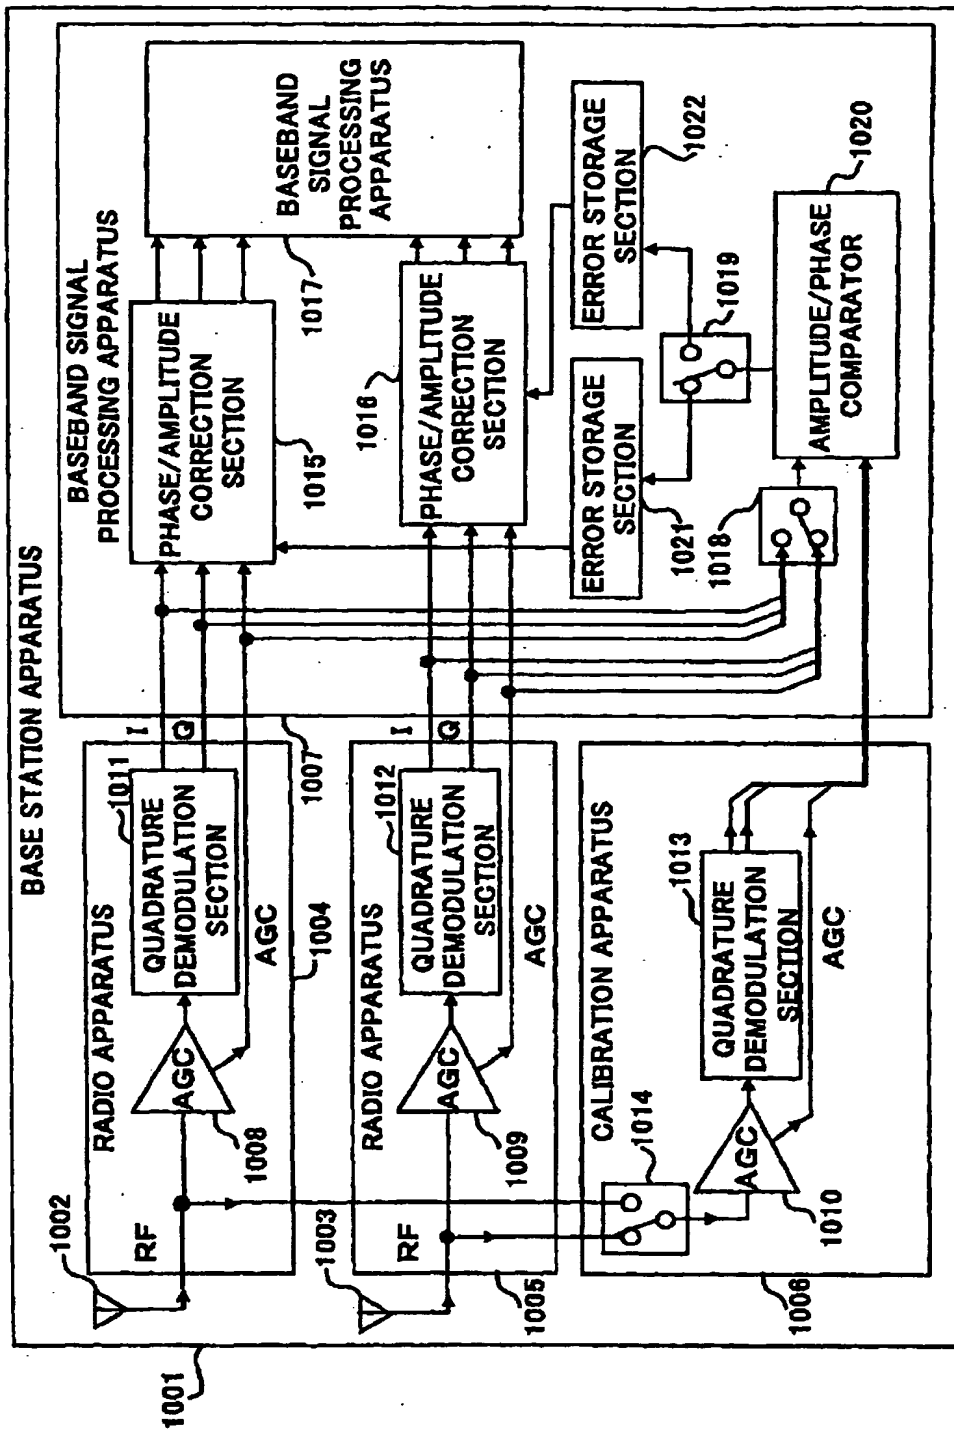 BASE STATION APPARATUS
1001
1002
RF
RADIO APPARATUS
AGC
1008
QUADRATURE
DEMODULATION
SECTION
1011
AGC
1004
I
Q
1007
BASEBAND SIGNAL
PROCESSING APPARATUS
PHASE/AMPLITUDE
CORRECTION
SECTION
1015
BASEBAND
SIGNAL
PROCESSING
APPARATUS
1017
1003
RF
1005
RADIO APPARATUS
AGC
1009
QUADRATURE
DEMODULATION
SECTION
1012
AGC
I
Q
PHASE/AMPLITUDE
CORRECTION
SECTION
1016
ERROR STORAGE
SECTION
1021
ERROR STORAGE
SECTION
1022
1018
1019
AMPLITUDE/PHASE
COMPARATOR
1020
CALIBRATION APPARATUS
1014
AGC
1010
QUADRATURE
DEMODULATION
SECTION
1013
AGC
1006